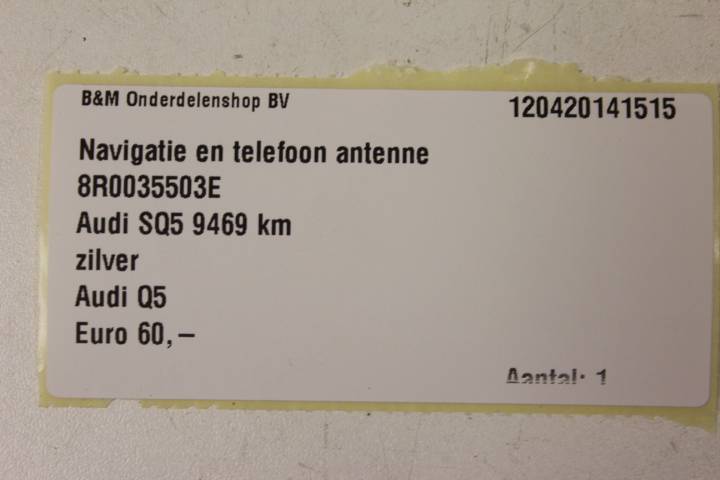 B&M Onderdelenshop BV 120420141515
Navigatie en telefoon antenne
8R0035503E
Audi SQ5 9469 km
zilver
Audi Q5
Euro 60,–
Aantal: 1